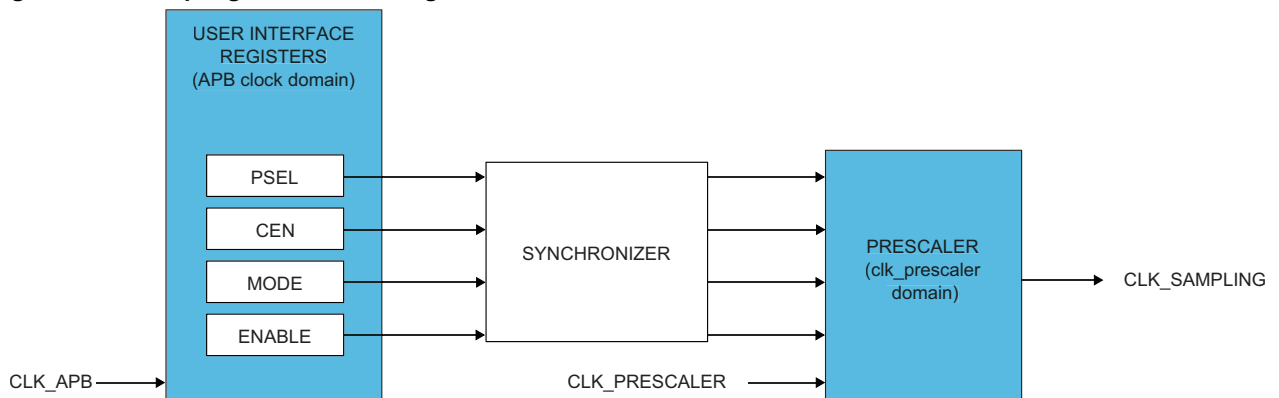 USER INTERFACE
REGISTERS
(APB clock domain)
PSEL
CEN
MODE
ENABLE
SYNCHRONIZER
PRESCALER
(clk_prescaler
domain)
CLK_SAMPLING
CLK_APB
CLK_PRESCALER